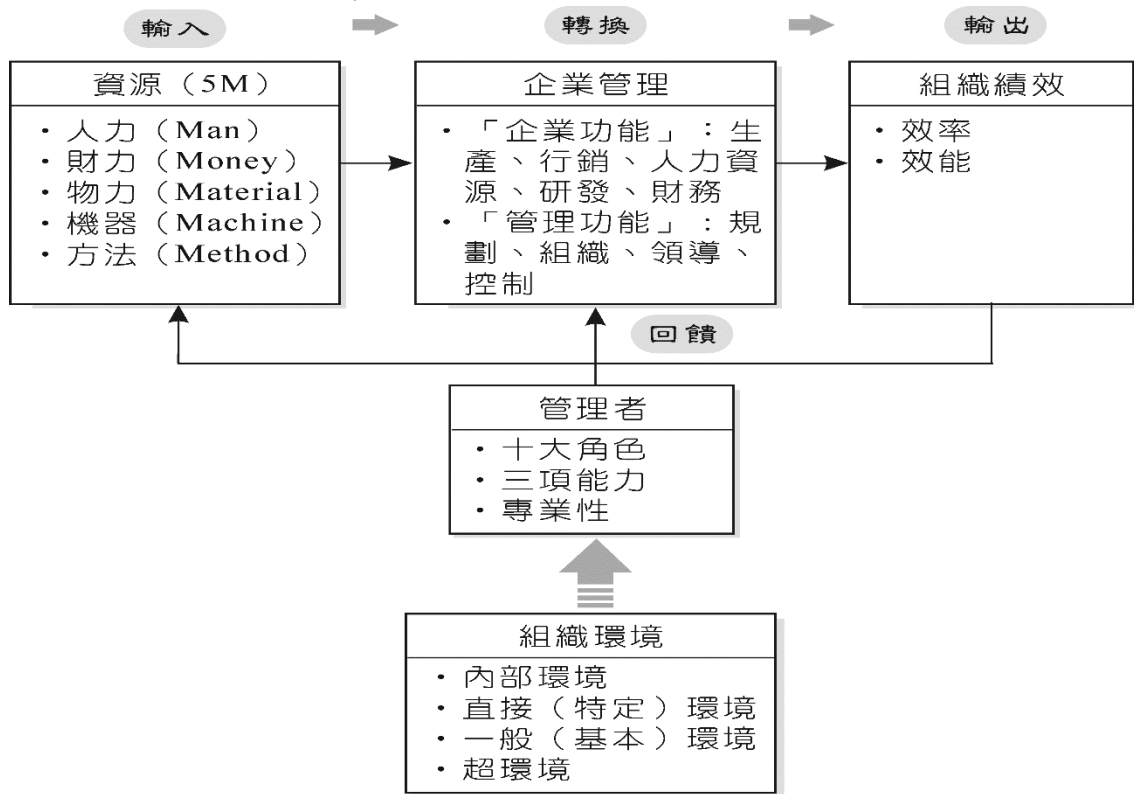 輸入
轉換
輸出
資源（5M）
・人力（Man）
・財力（Money）
・物力（Material）
・機器（Machine）
・方法（Method）
企業管理
・「企業功能」：生
產、行銷、人力資
源、研發、財務
・「管理功能」：規
劃、組織、領導、
控制
組織績效
・效率
・效能
回饋
管理者
・十大角色
・三項能力
・專業性
組織環境
・內部環境
・直接（特定）環境
・一般（基本）環境
・超環境